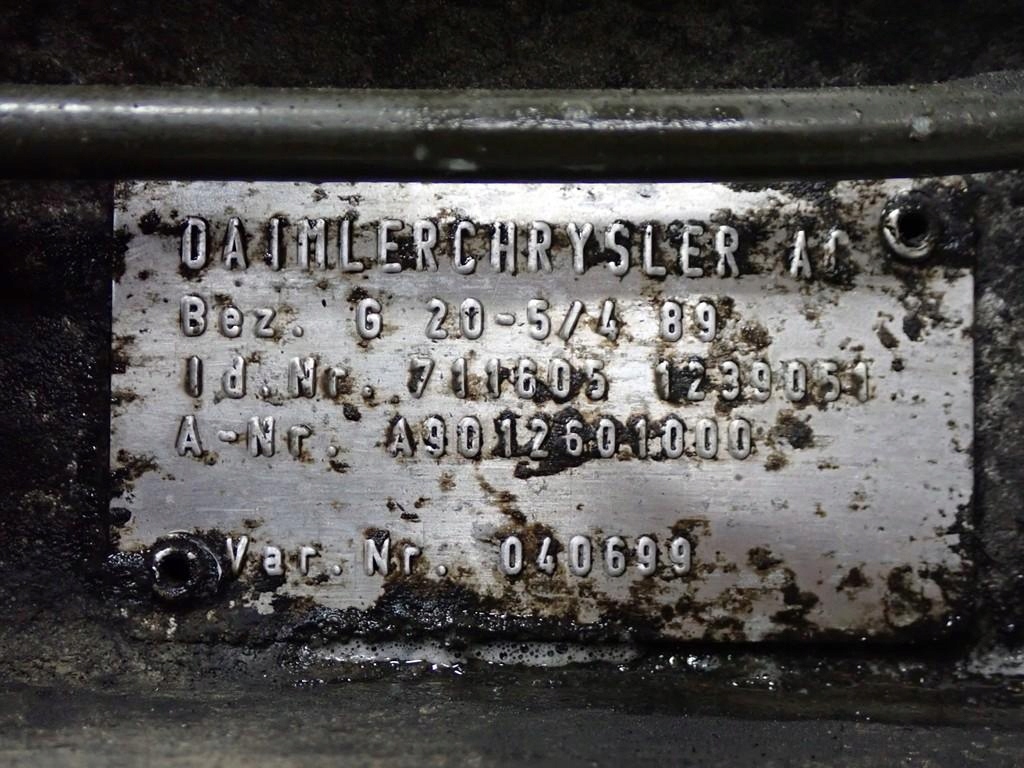 DAIMLERCHRYSLER AG
Bez. G 20-5/4 89
Id.Nr. 711605 1239051
A-Nr. A9012601000
Var.Nr. 040699